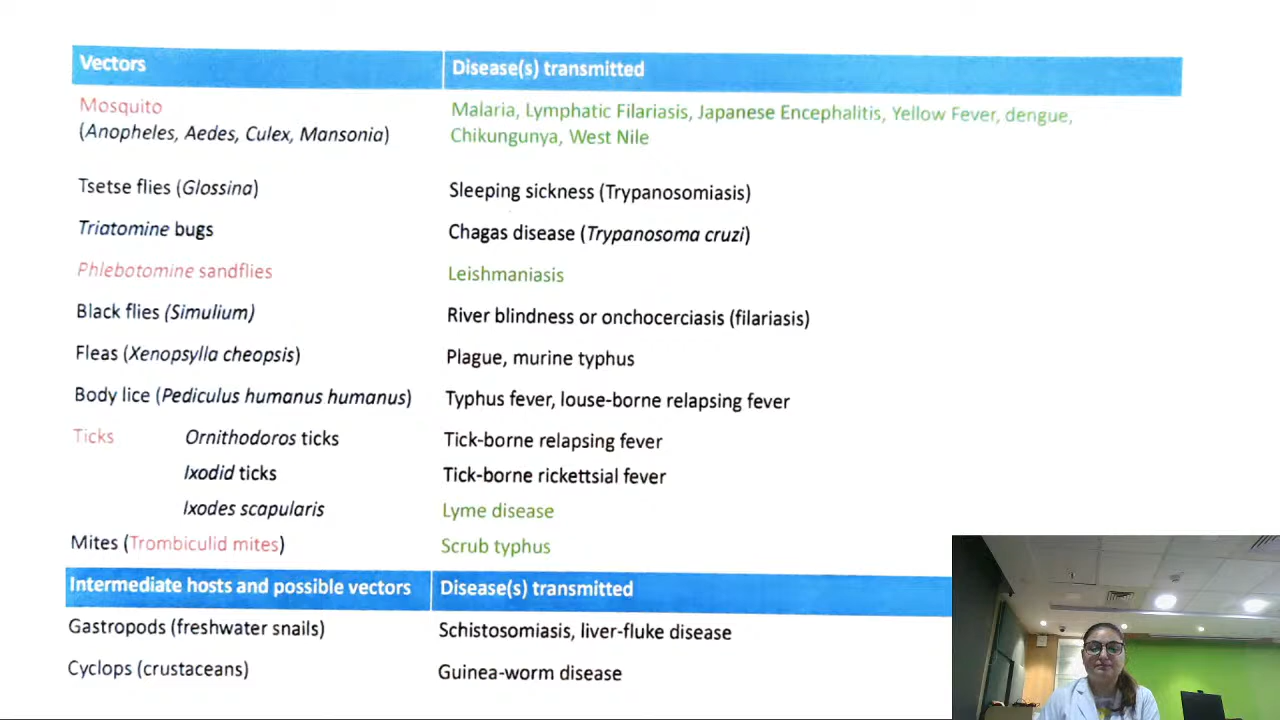 Vectors Disease(s) transmitted
Mosquito Malaria, Lymphatic Filariasis, Japanese Encephalitis, Yellow Fever, dengue,
(Anopheles, Aedes, Culex, Mansonia) Chikungunya, West Nile
Tsetse flies (Glossina) Sleeping sickness (Trypanosomiasis)
Triatomine bugs Chagas disease (Trypanosoma cruzi)
Phlebotomine sandflies Leishmaniasis
Black flies (Simulium) River blindness or onchocerciasis (filariasis)
Fleas (Xenopsylla cheopsis) Plague, murine typhus
Body lice (Pediculus humanus humanus) Typhus fever, louse-borne relapsing fever
Ticks Ornithodoros ticks Tick-borne relapsing fever
Ixodid ticks Tick-borne rickettsial fever
Ixodes scapularis Lyme disease
Mites (Trombiculid mites) Scrub typhus
Intermediate hosts and possible vectors Disease(s) transmitted
Gastropods (freshwater snails) Schistosomiasis, liver-fluke disease
Cyclops (crustaceans) Guinea-worm disease